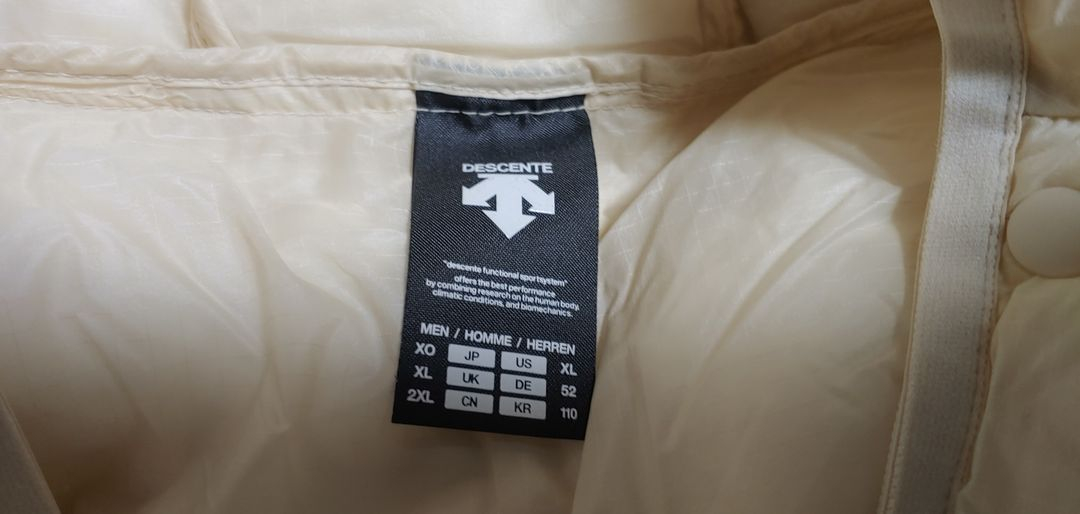 DESCENTE
"descente functional sportsystem"
offers the best performance
by combining research on the human body,
climatic conditions, and biomechanics.
MEN / HOMME / HERREN
XO JP US XL
XL UK DE 52
2XL CN KR 110